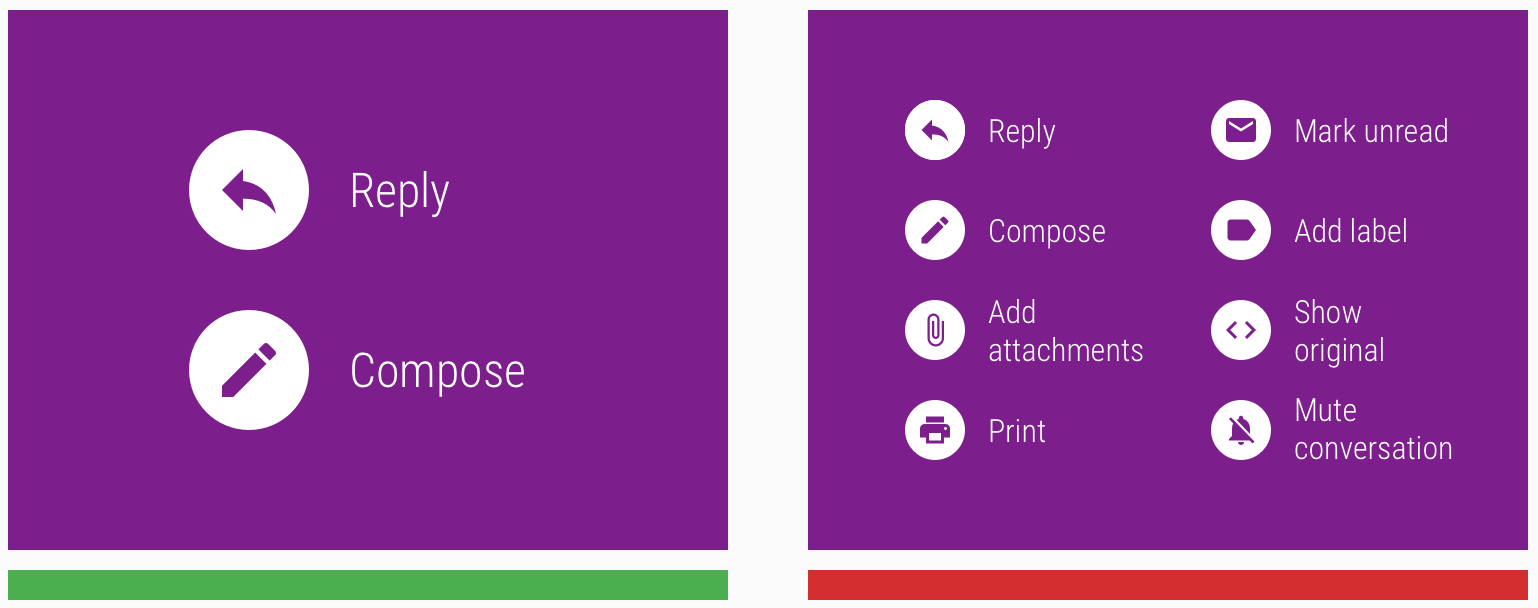 Reply
Compose
Reply
Compose
Add
attachments
Print
Mark unread
Add label
Show
original
Mute
conversation